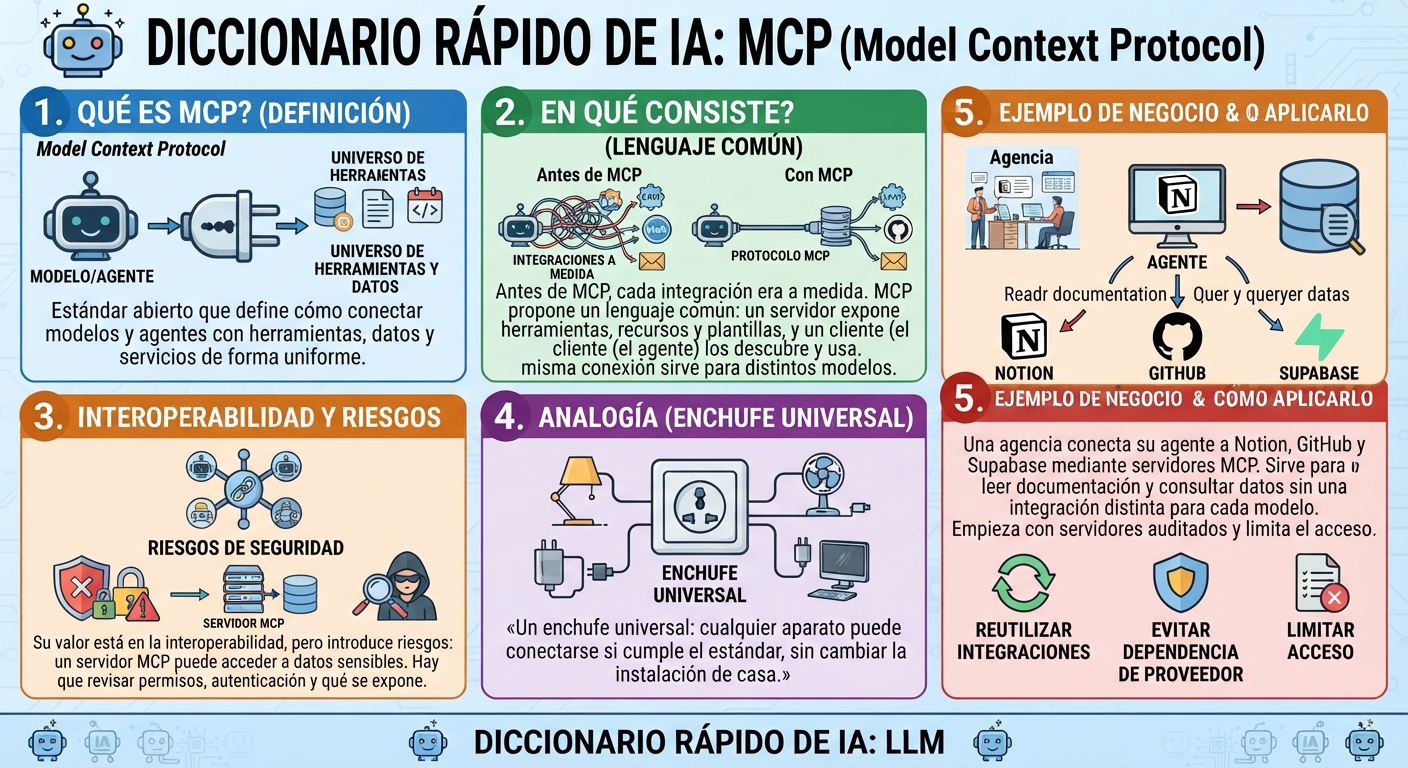 DICCIONARIO RÁPIDO DE IA: MCP (Model Context Protocol)
1. QUÉ ES MCP? (DEFINICIÓN)
Model Context Protocol
UNIVERSO DE
MODELO/AGENTE
UNIVERSO DE
HERRAMIENTAS Y
DATOS
Estándar abierto que define cómo conectar
modelos y agentes con herramientas, datos y
servicios de forma uniforme.
2. EN QUÉ CONSISTE?
(LENGUAJE COMÚN)
Antes de MCP
Con MCP
INTEGRACIONES A
MEDIDA
PROTOCOLO MCP
Antes de MCP, cada integración era a medida. MCP
propone un lenguaje común: un servidor expone
herramientas, recursos y plantillas, y un cliente (el
cliente (el agente) los descubre y usa.
misma conexión sirve para distintos modelos.
3. INTEROPERABILIDAD Y RIESGOS
RIESGOS DE SEGURIDAD
SERVIDOR MCP
Su valor está en la interoperabilidad, pero introduce riesgos:
un servidor MCP puede acceder a datos sensibles. Hay
que revisar permisos, autenticación y qué se expone.
4. ANALOGÍA (ENCHUFE UNIVERSAL)
ENCHUFE
UNIVERSAL
«Un enchufe universal: cualquier aparato puede
conectarse si cumple el estándar, sin cambiar la
instalación de casa.»
5. EJEMPLO DE NEGOCIO & APLICARLO
Agencia
N
AGENTE
Readr documentation
Quer y queryer datas
N
NOTION
GITHUB
SUPABASE
5. EJEMPLO DE NEGOCIO & CÓMO APLICARLO
Una agencia conecta su agente a Notion, GitHub y
Supabase mediante servidores MCP. Sirve para
leer documentación y consultar datos sin una
integración distinta para cada modelo.
Empieza con servidores auditados y limita el acceso.
REUTILIZAR
INTEGRACIONES
EVITAR
DEPENDENCIA
DE PROVEEDOR
LIMITAR
ACCESO
IA
DICCIONARIO RÁPIDO DE IA: LLM
IA